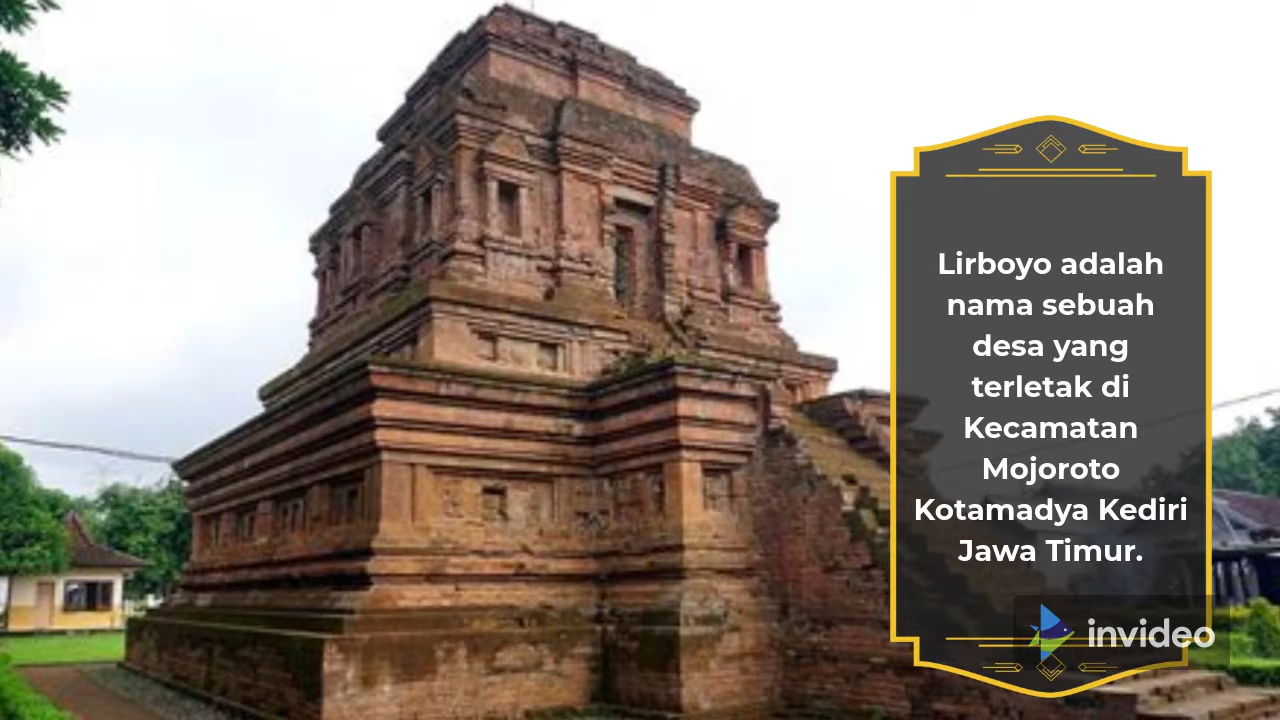 Lirboyo adalah
nama sebuah
desa yang
terletak di
Kecamatan
Mojoroto
Kotamadya Kediri
Jawa Timur.
invideo